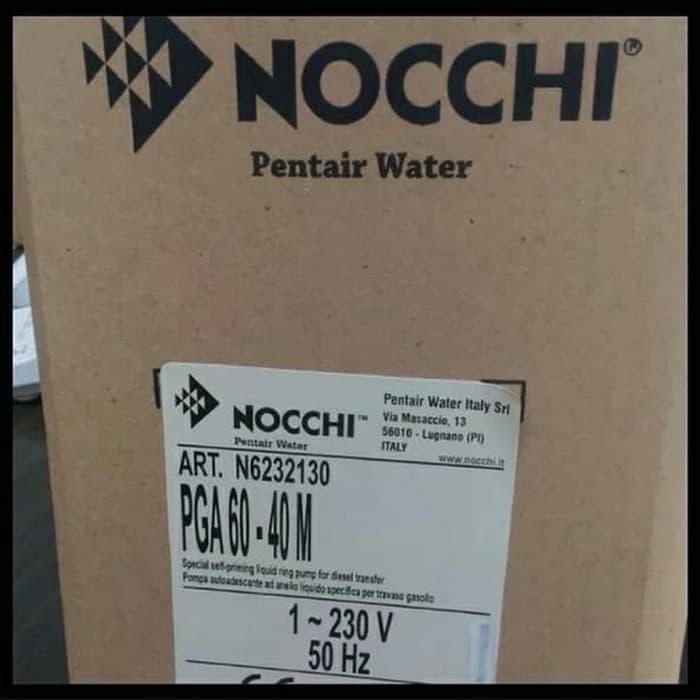 NOCCHI®
Pentair Water
NOCCHI™
Pentair Water
Pentair Water Italy Srl
Via Masaccio, 13
56010 - Lugnano (PI)
ITALY
www.nocchi.it
ART. N6232130
PGA 60 - 40 M
Special self-priming liquid ring pump for diesel transfer
Pompa autoadescante ad anello liquido specifica per travaso gasolio
1 ~ 230 V
50 Hz